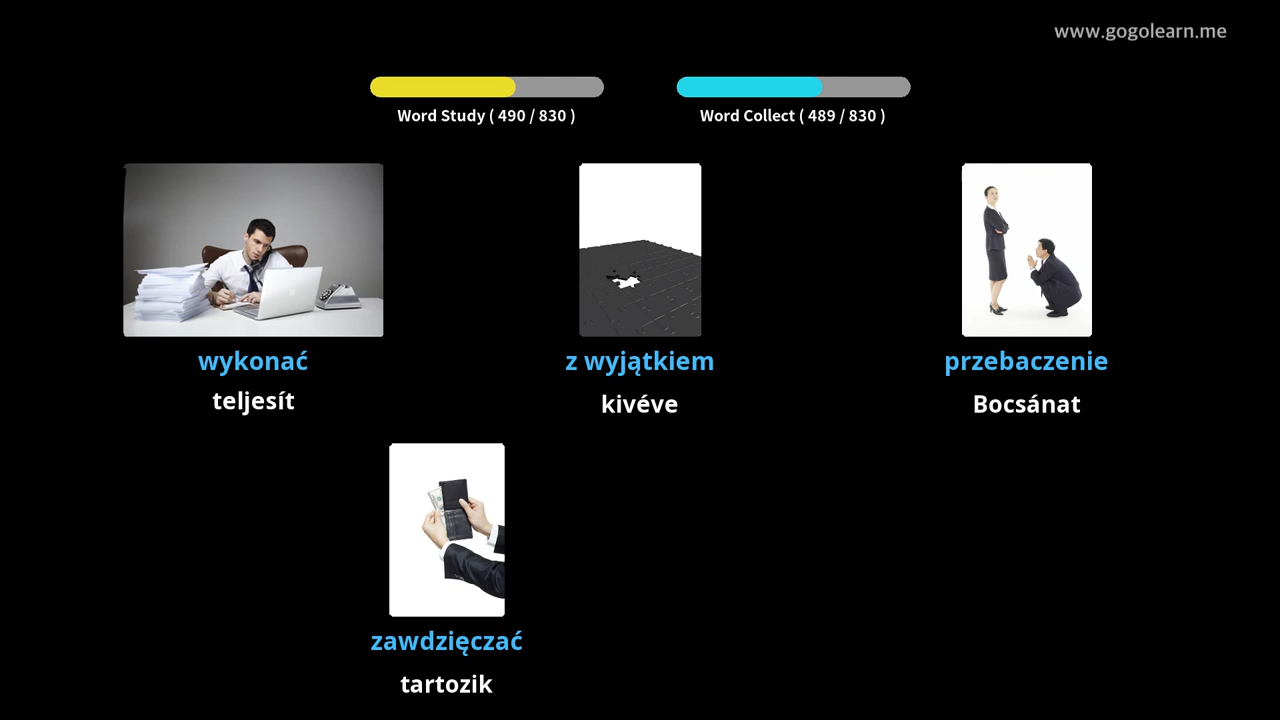 www.gogolearn.me
Word Study ( 490 / 830 )
Word Collect ( 489 / 830 )
wykonać
teljesít
z wyjątkiem
kivéve
przebaczenie
Bocsánat
zawdzięczać
tartozik